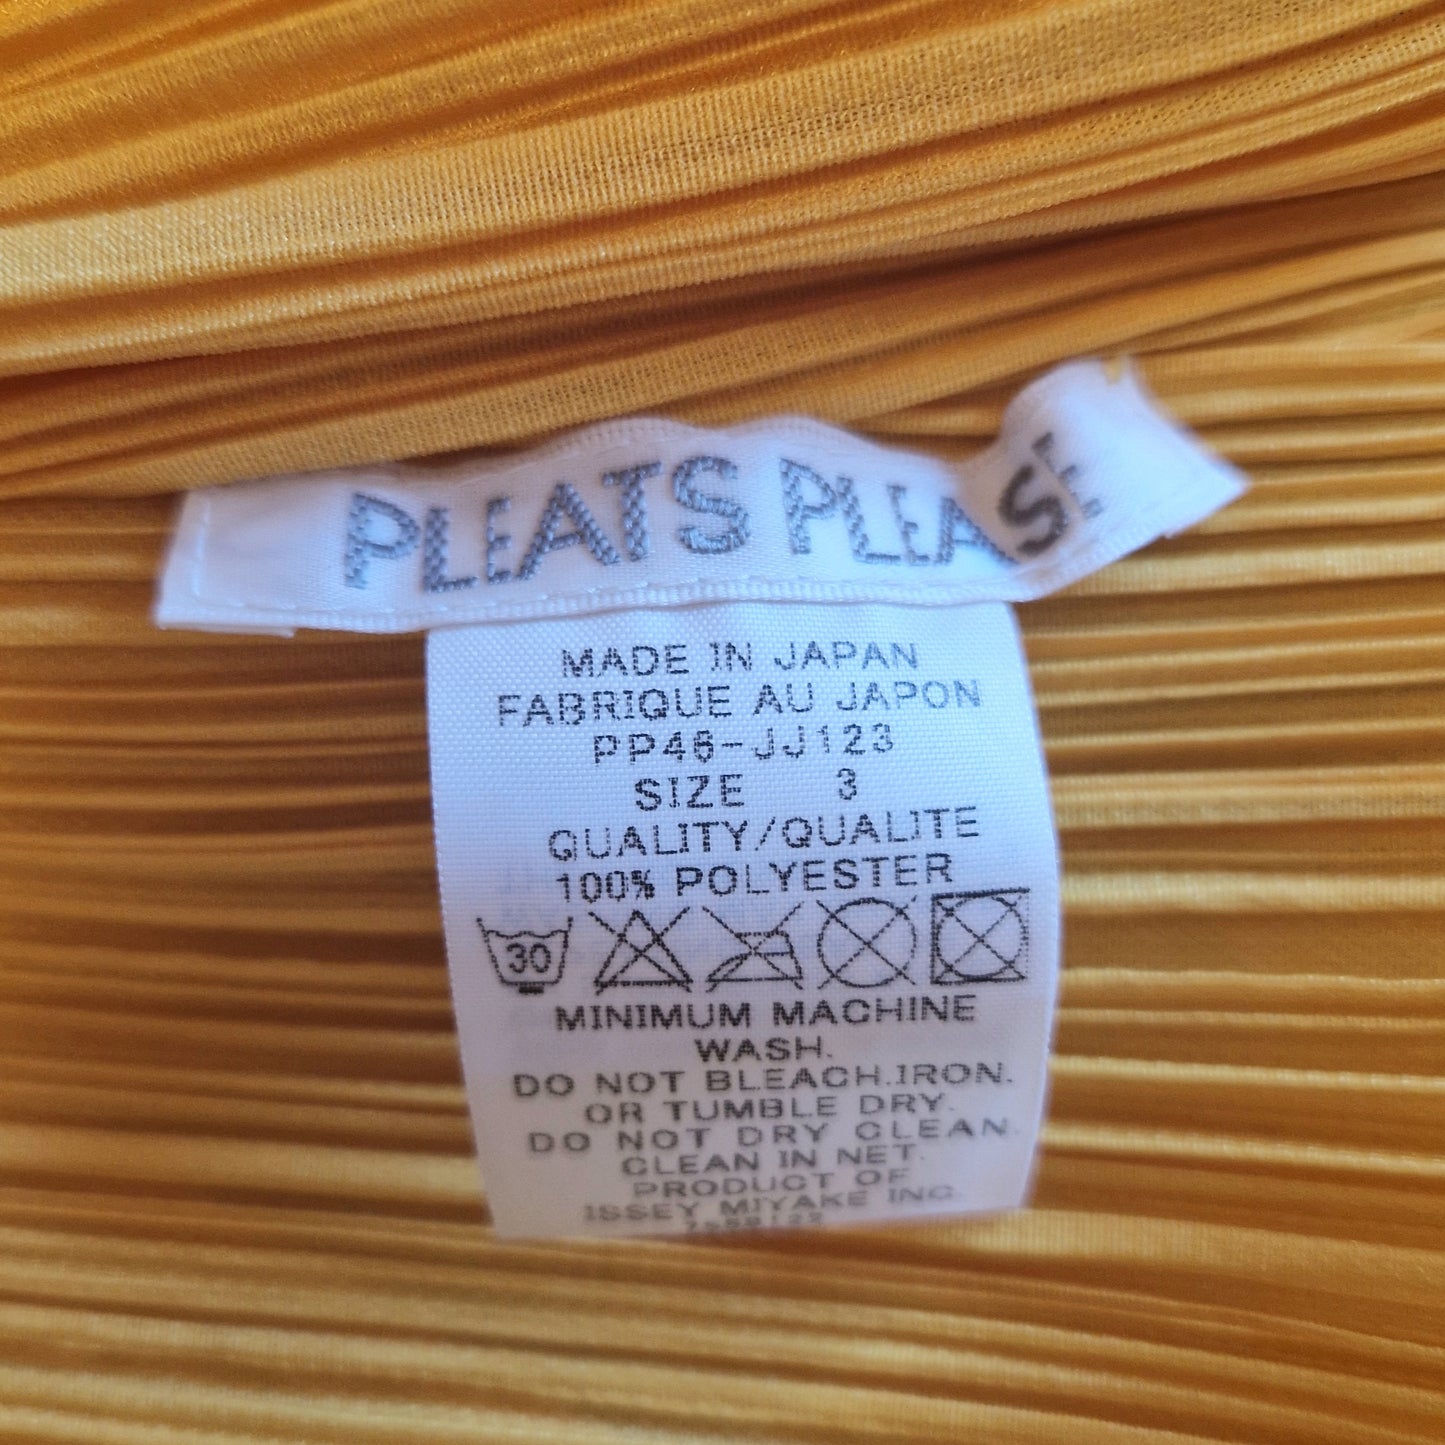 PLEATS PLEASE
MADE IN JAPAN
FABRIQUE AU JAPON
PP46-JJ123
SIZE 3
QUALITY/QUALITE
100% POLYESTER
30
MINIMUM MACHINE
WASH.
DO NOT BLEACH.IRON.
OR TUMBLE DRY.
DO NOT DRY CLEAN.
CLEAN IN NET.
PRODUCT OF
ISSEY MIYAKE INC.